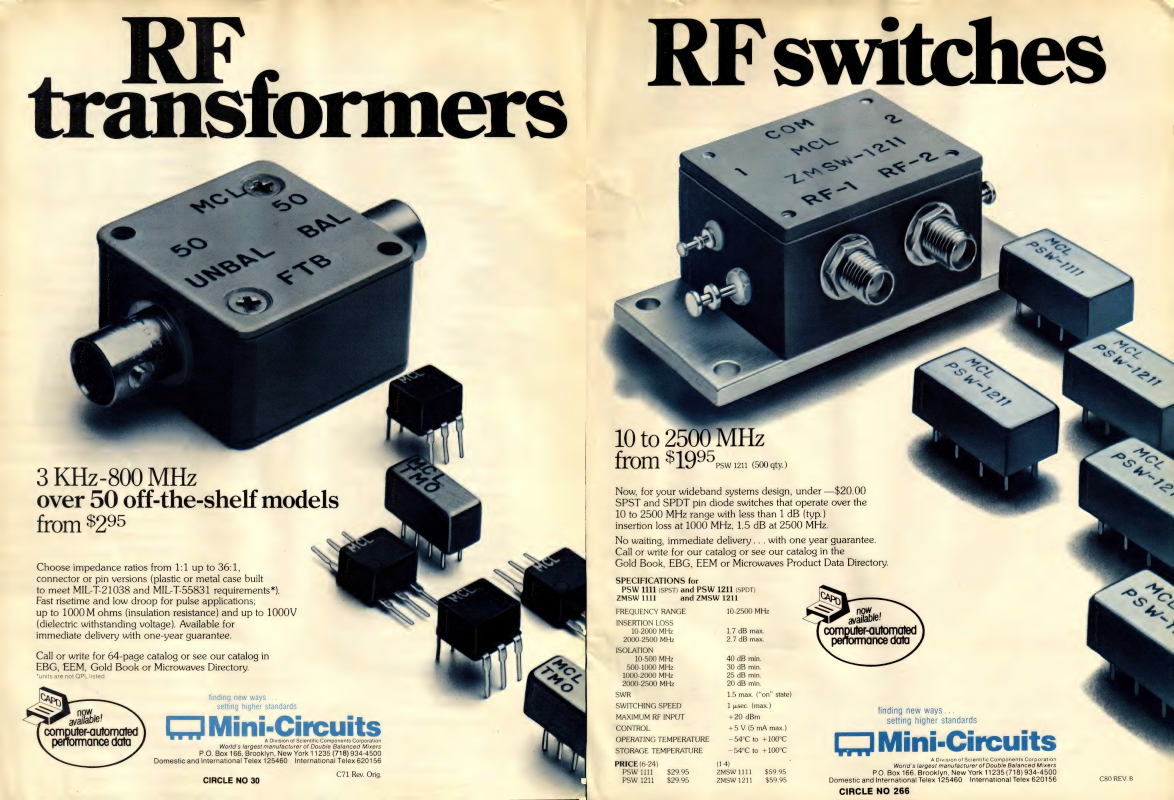 RF
transformers
MCL
50
50
BAL
UNBAL
FTB
MCL
MCL
TMO
MCL
MCL
MCL
TMO
3 KHz-800 MHz
over 50 off-the-shelf models
from $2 95
Choose impedance ratios from 1:1 up to 36:1,
connector or pin versions (plastic or metal case built
to meet MIL-T-21038 and MIL-T-55831 requirements*).
Fast risetime and low droop for pulse applications;
up to 1000 M ohms (insulation resistance) and up to 1000V
(dielectric withstanding voltage). Available for
immediate delivery with one-year guarantee.
Call or write for 64-page catalog or see our catalog in
EBG, EEM, Gold Book or Microwaves Directory.
*units are not QPL listed
CAPD
now
available!
computer-automated
performance data
finding new ways ...
setting higher standards
Mini-Circuits
A Division of Scientific Components Corporation
World's largest manufacturer of Double Balanced Mixers
P.O. Box 166, Brooklyn, New York 11235 (718) 934-4500
Domestic and International Telex 125460 International Telex 620156
C71 Rev. Orig.
CIRCLE NO 30
RF switches
COM
2
MCL
1
ZMSW-1211
RF-1 RF-2
MCL
PSW-1111
MCL
PSW-1211
MCL
PSW-1211
MCL
PSW-12
MCL
PSW-
10 to 2500 MHz
from $19 95 PSW 1211 (500 qty.)
Now, for your wideband systems design, under —$20.00
SPST and SPDT pin diode switches that operate over the
10 to 2500 MHz range with less than 1 dB (typ.)
insertion loss at 1000 MHz, 1.5 dB at 2500 MHz.
No waiting, immediate delivery . . . with one year guarantee.
Call or write for our catalog or see our catalog in the
Gold Book, EBG, EEM or Microwaves Product Data Directory.
SPECIFICATIONS for
PSW 1111 (SPST) and PSW 1211 (SPDT)
ZMSW 1111 and ZMSW 1211
FREQUENCY RANGE 10-2500 MHz
INSERTION LOSS
10-2000 MHz 1.7 dB max.
2000-2500 MHz 2.7 dB max.
ISOLATION
10-500 MHz 40 dB min.
500-1000 MHz 30 dB min.
1000-2000 MHz 25 dB min.
2000-2500 MHz 20 dB min.
SWR 1.5 max. ("on" state)
SWITCHING SPEED 1 µsec. (max.)
MAXIMUM RF INPUT +20 dBm
CONTROL +5 V (5 mA max.)
OPERATING TEMPERATURE −54°C to +100°C
STORAGE TEMPERATURE −54°C to +100°C
PRICE (6-24) (1-4)
PSW 1111 $29.95 ZMSW 1111 $59.95
PSW 1211 $29.95 ZMSW 1211 $59.95
CAPD
now
available!
computer-automated
performance data
finding new ways ...
setting higher standards
Mini-Circuits
A Division of Scientific Components Corporation
World's largest manufacturer of Double Balanced Mixers
P.O. Box 166, Brooklyn, New York 11235 (718) 934-4500
Domestic and International Telex 125460 International Telex 620156
C80 REV. B
CIRCLE NO 266